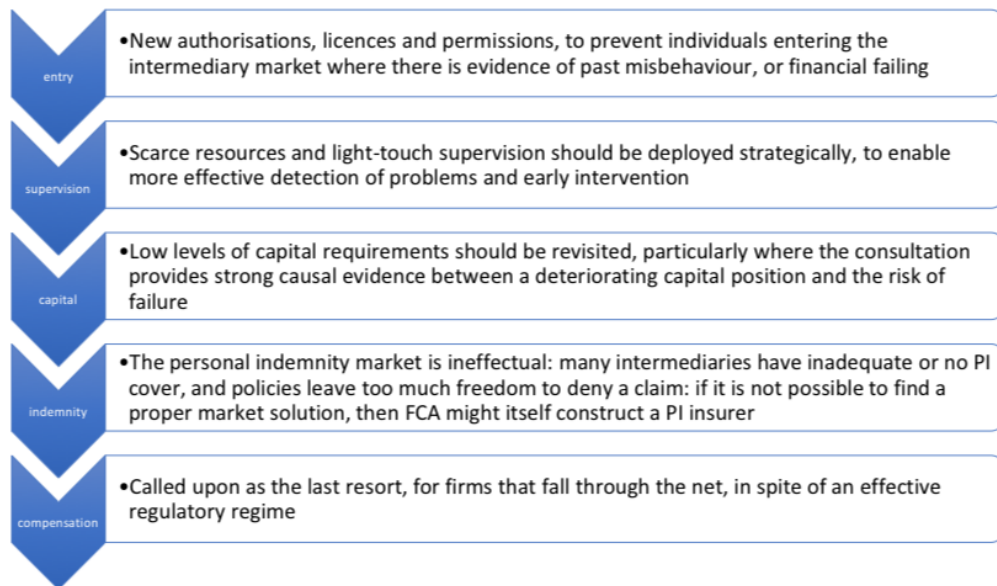 entry
•New authorisations, licences and permissions, to prevent individuals entering the
intermediary market where there is evidence of past misbehaviour, or financial failing
supervision
•Scarce resources and light-touch supervision should be deployed strategically, to enable
more effective detection of problems and early intervention
capital
•Low levels of capital requirements should be revisited, particularly where the consultation
provides strong causal evidence between a deteriorating capital position and the risk of
failure
indemnity
•The personal indemnity market is ineffectual: many intermediaries have inadequate or no PI
cover, and policies leave too much freedom to deny a claim: if it is not possible to find a
proper market solution, then FCA might itself construct a PI insurer
compensation
•Called upon as the last resort, for firms that fall through the net, in spite of an effective
regulatory regime